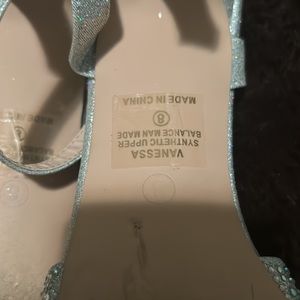 VANESSA
SYNTHETIC UPPER
BALANCE MAN MADE
8
MADE IN CHINA